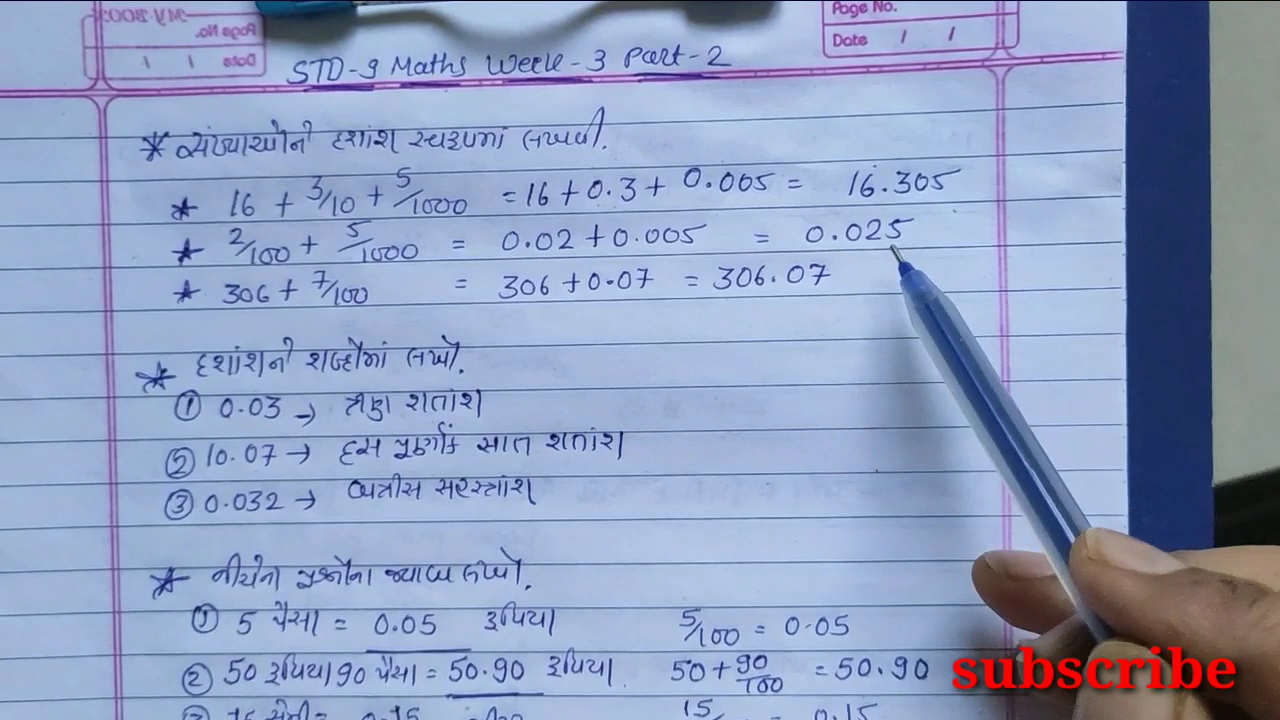 Page No.
Date / /
STD-9 Maths Week-3 Part-2
* સંખ્યાઓને દશાંશ સ્વરૂપમાં લખવી.
* 16 + 3/10 + 5/1000 = 16 + 0.3 + 0.005 = 16.305
* 2/100 + 5/1000 = 0.02 + 0.005 = 0.025
* 306 + 7/100 = 306 + 0.07 = 306.07
* દશાંશને શબ્દોમાં લખો.
① 0.03 → ત્રણ શતાંશ
② 10.07 → દસ પૂર્ણાંક સાત શતાંશ
③ 0.032 → બત્રીસ સહસ્ત્રાંશ
* નીચેના પ્રશ્નોના જવાબ લખો.
① 5 પૈસા = 0.05 રૂપિયા 5/100 = 0.05
② 50 રૂપિયા 90 પૈસા = 50.90 રૂપિયા. 50 + 90/100 = 50.90
15/ = 0.15
subscribe